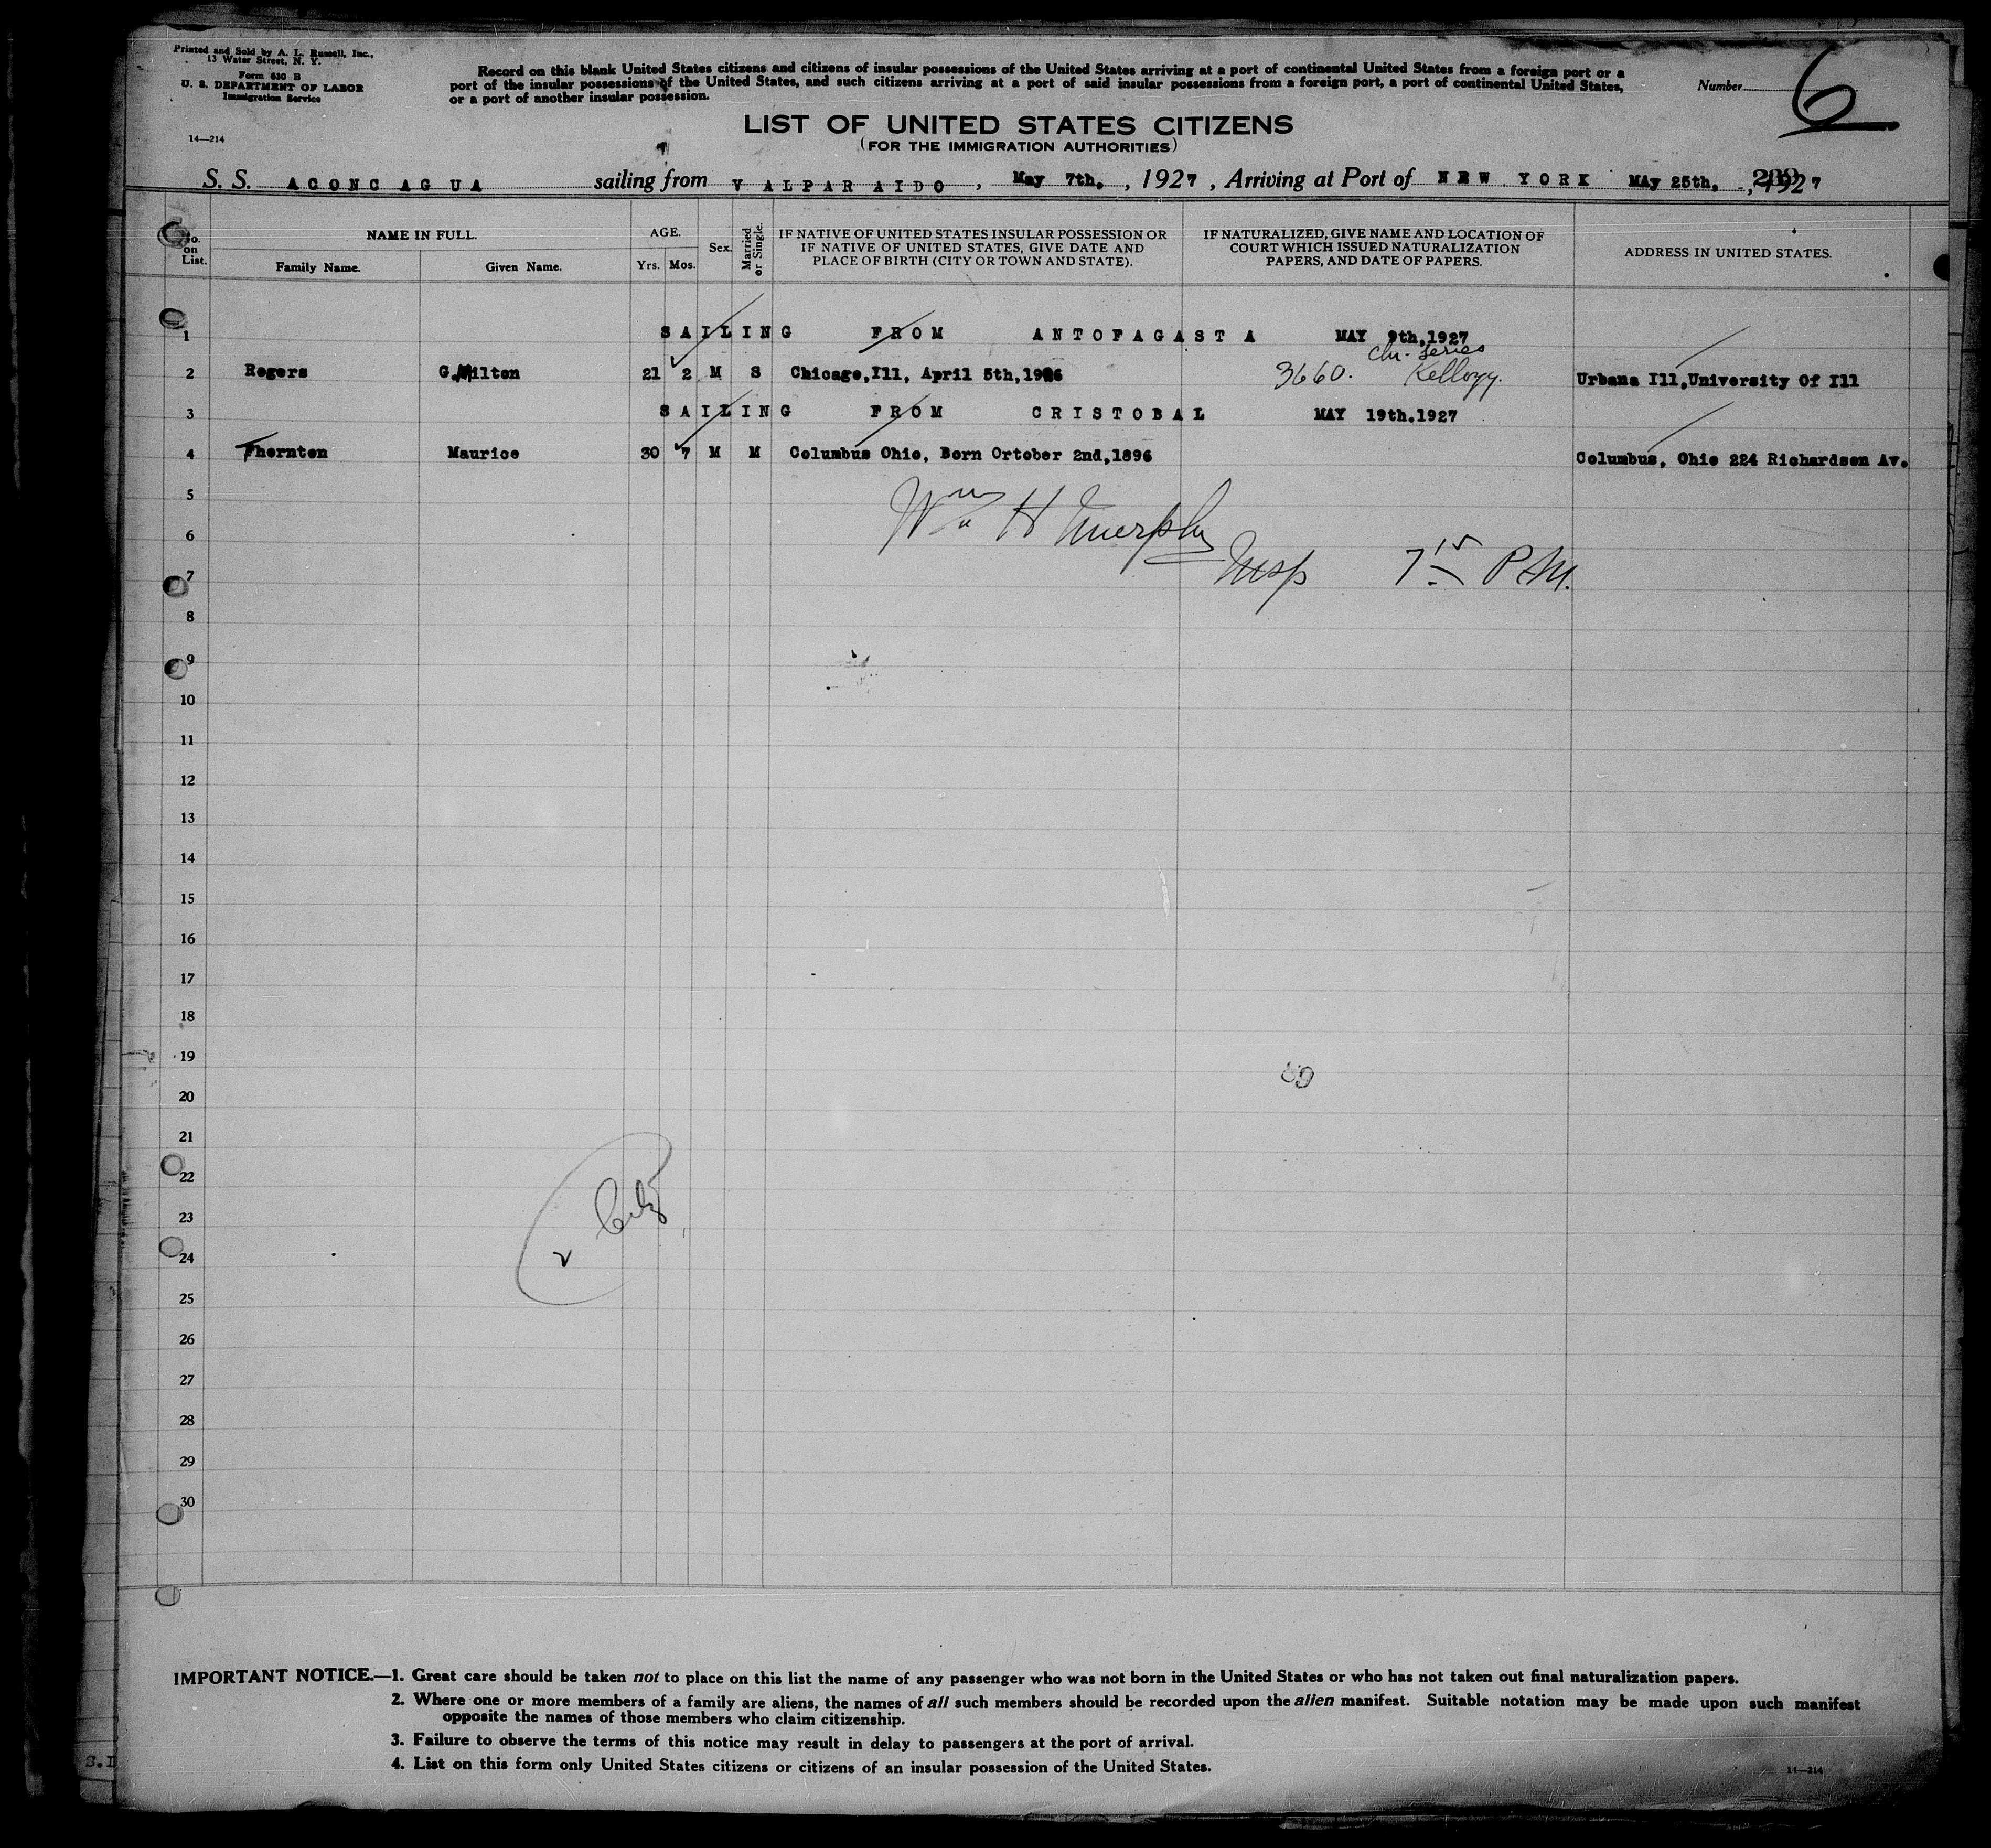 Printed and Sold by A. L. Russell, Inc.,
13 Water Street, N. Y.
Form 630 B
U. S. DEPARTMENT OF LABOR
Immigration Service
14—214
Record on this blank United States citizens and citizens of insular possessions of the United States arriving at a port of continental United States from a foreign port or a
port of the insular possessions of the United States, and such citizens arriving at a port of said insular possessions from a foreign port, a port of continental United States,
or a port of another insular possession.
Number 6
LIST OF UNITED STATES CITIZENS
(FOR THE IMMIGRATION AUTHORITIES)
S. S. ACONCAGUA sailing from VALPARAIDO, May 7th, , 1927, Arriving at Port of NEW YORK MAy 25th. , 1927
No. on List.
NAME IN FULL.
Family Name.
Given Name.
AGE.
Yrs. Mos.
Sex.
Married or Single.
IF NATIVE OF UNITED STATES INSULAR POSSESSION OR
IF NATIVE OF UNITED STATES, GIVE DATE AND
PLACE OF BIRTH (CITY OR TOWN AND STATE).
IF NATURALIZED, GIVE NAME AND LOCATION OF
COURT WHICH ISSUED NATURALIZATION
PAPERS, AND DATE OF PAPERS.
ADDRESS IN UNITED STATES.
1 SAILING FROM ANTOFAGASTA MAY 9th,1927
Series
2 Rogers G.Milton 21 2 M S Chicago,Ill, April 5th,1906 3660. Kellogg. Urbana Ill,University Of Ill
3 SAILING FROM CRISTOBAL MAY 19th.1927
4 Thornton Maurice 30 7 M M Columbus Ohio, Born Ortober 2nd,1896 Columbus, Ohio 224 Richardson Av.
5
Wm H Murphy
6
Insp 7 15 P.M.
7
8
9
10
11
12
13
14
15
16
17
18
19
20
21
22
23
24
25
26
27
28
29
30
IMPORTANT NOTICE.—1. Great care should be taken not to place on this list the name of any passenger who was not born in the United States or who has not taken out final naturalization papers.
2. Where one or more members of a family are aliens, the names of all such members should be recorded upon the alien manifest. Suitable notation may be made upon such manifest
opposite the names of those members who claim citizenship.
3. Failure to observe the terms of this notice may result in delay to passengers at the port of arrival.
4. List on this form only United States citizens or citizens of an insular possession of the United States.
14—214